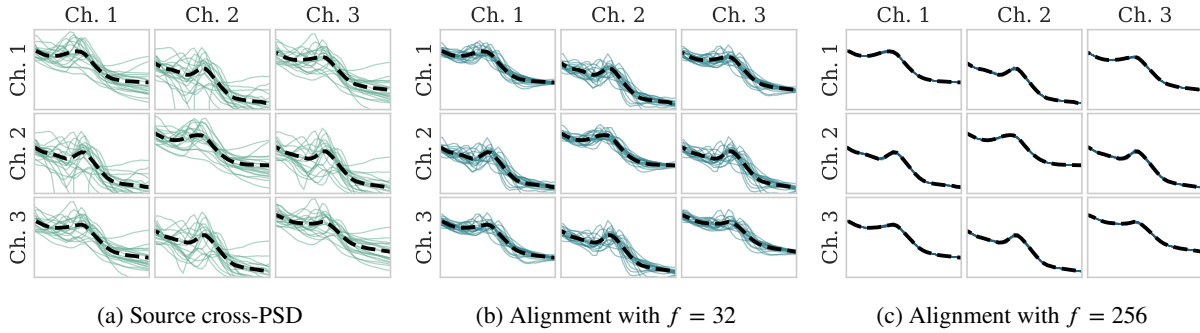 Ch. 1 Ch. 2 Ch. 3 Ch. 1 Ch. 2 Ch. 3 Ch. 1 Ch. 2 Ch. 3
Ch. 1
Ch. 2
Ch. 3
Ch. 1
Ch. 2
Ch. 3
Ch. 1
Ch. 2
Ch. 3
(a) Source cross-PSD (b) Alignment with f = 32 (c) Alignment with f = 256